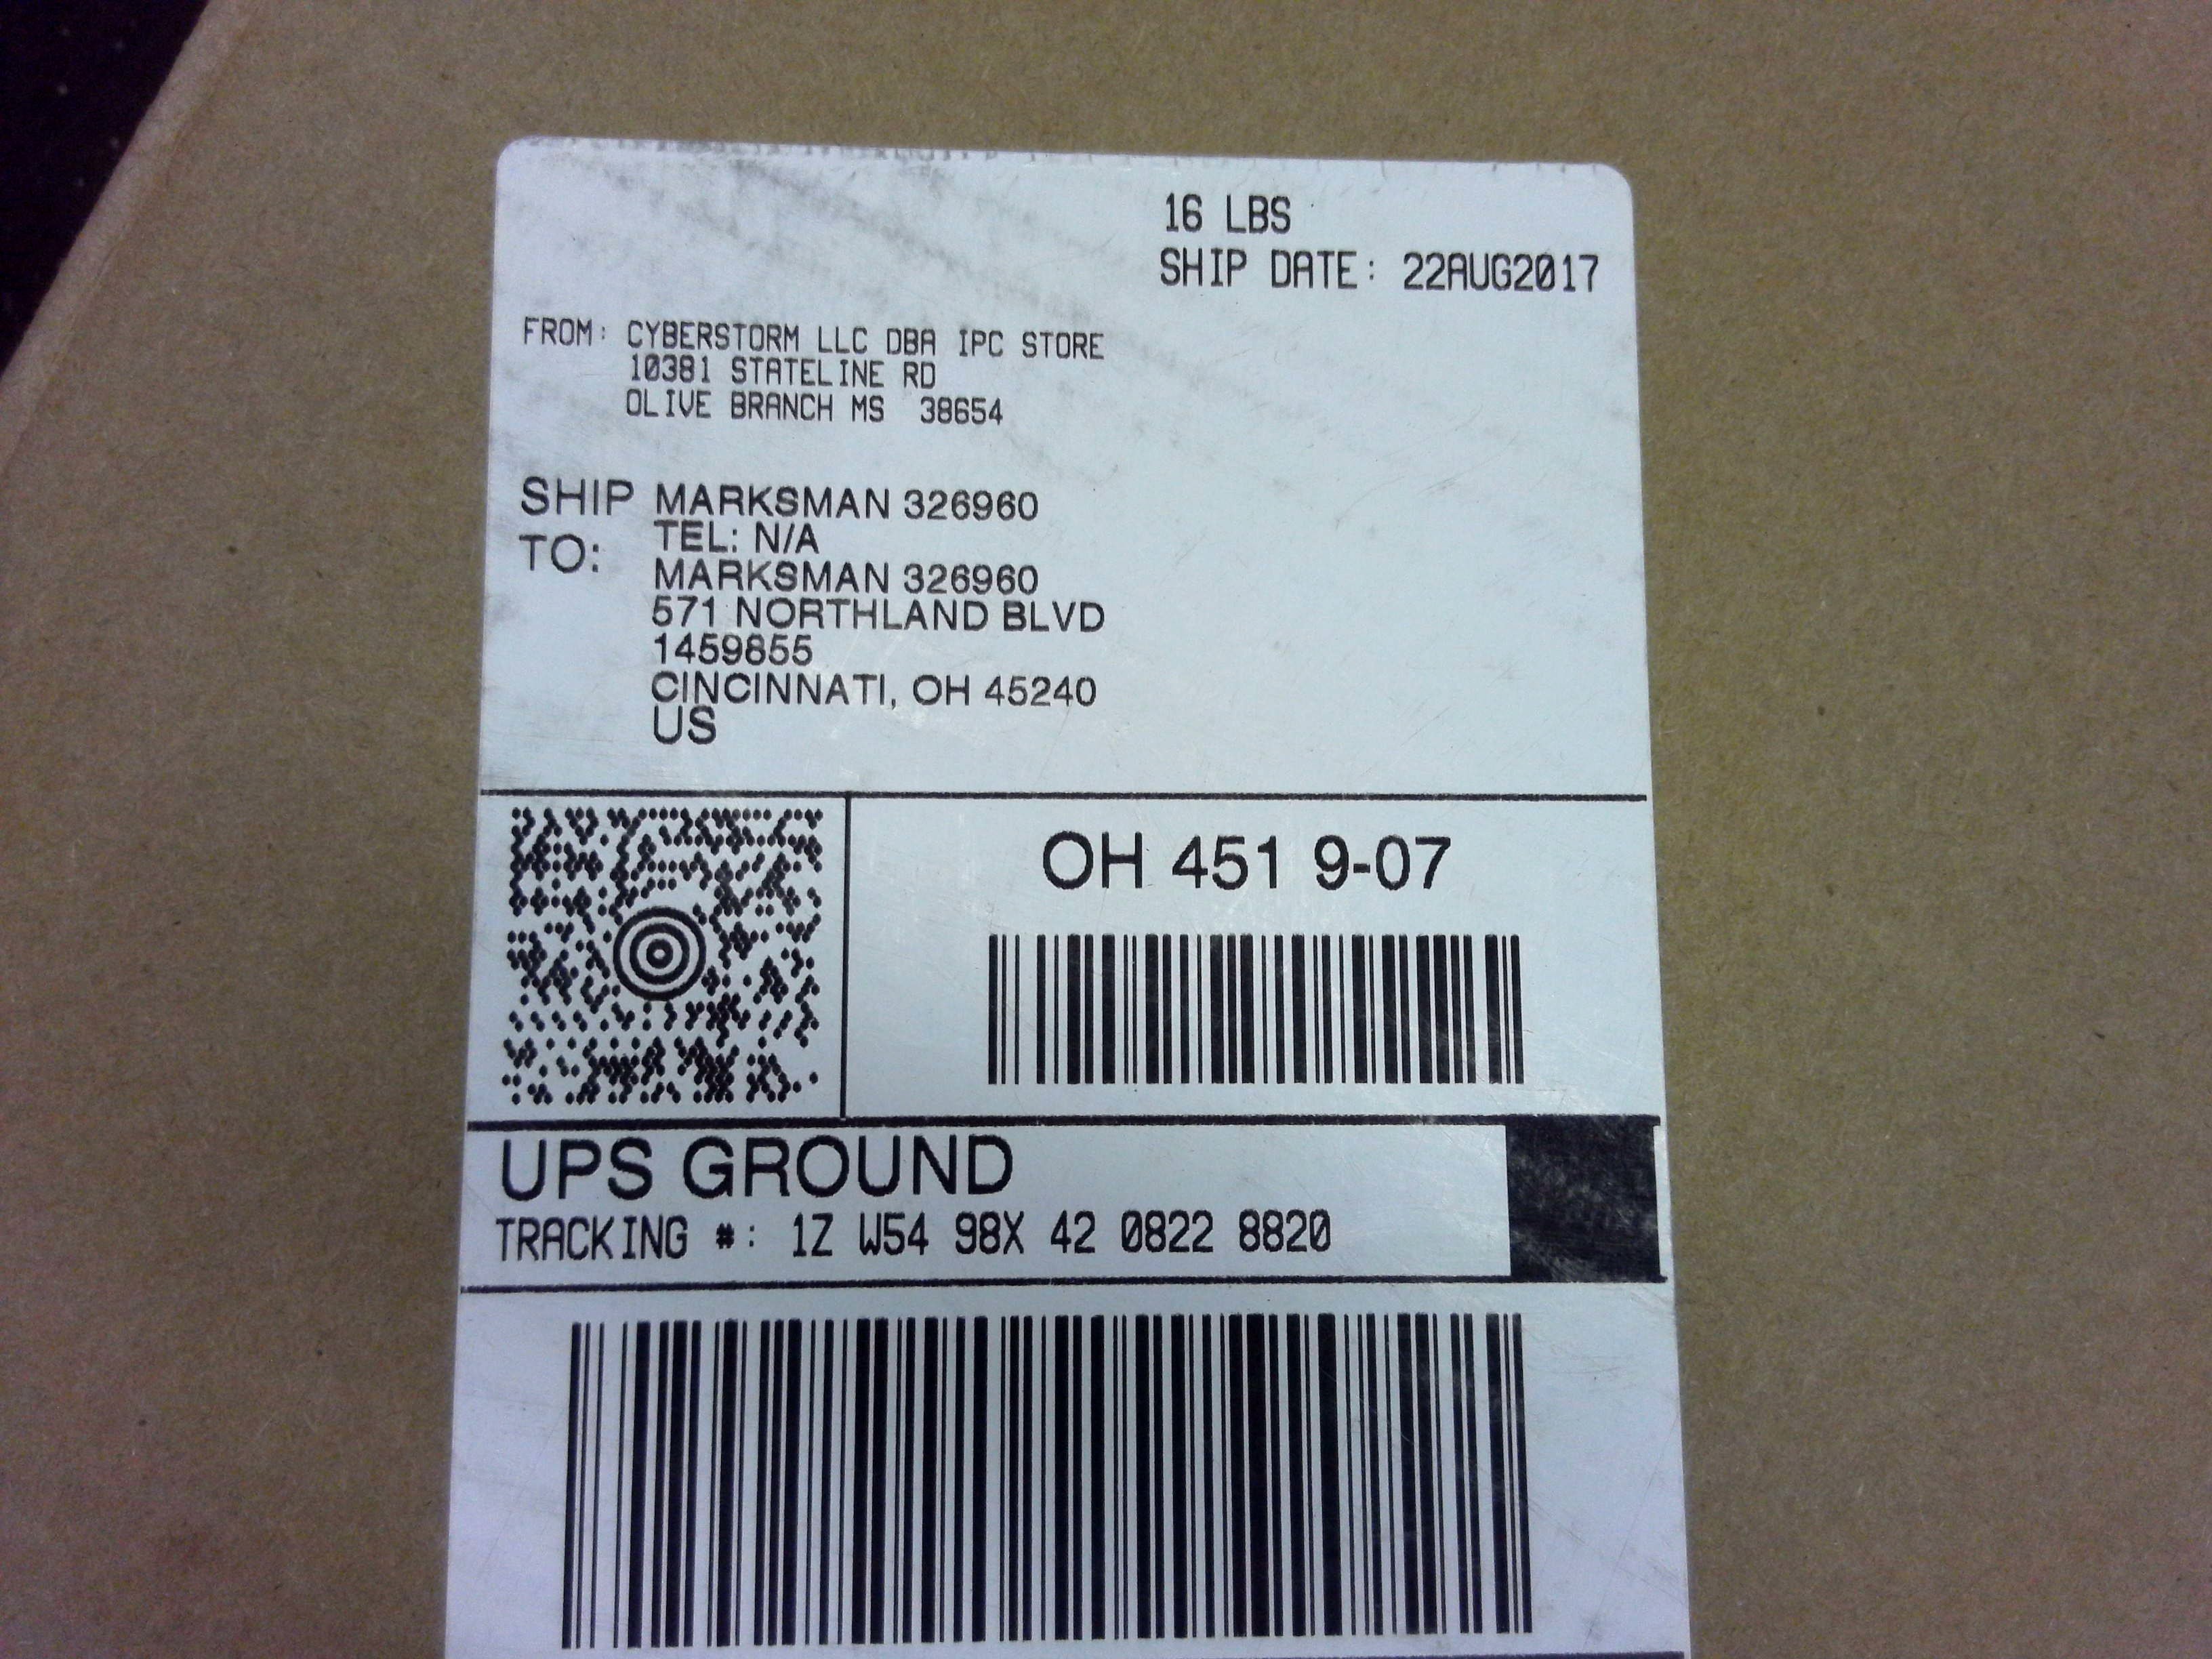 16 LBS
SHIP DATE: 22AUG2017
FROM: CYBERSTORM LLC DBA IPC STORE
10381 STATELINE RD
OLIVE BRANCH MS 38654
SHIP TO:
MARKSMAN 326960
TEL: N/A
MARKSMAN 326960
571 NORTHLAND BLVD
1459855
CINCINNATI, OH 45240
US
OH 451 9-07
UPS GROUND
TRACKING #: 1Z W54 98X 42 0822 8820